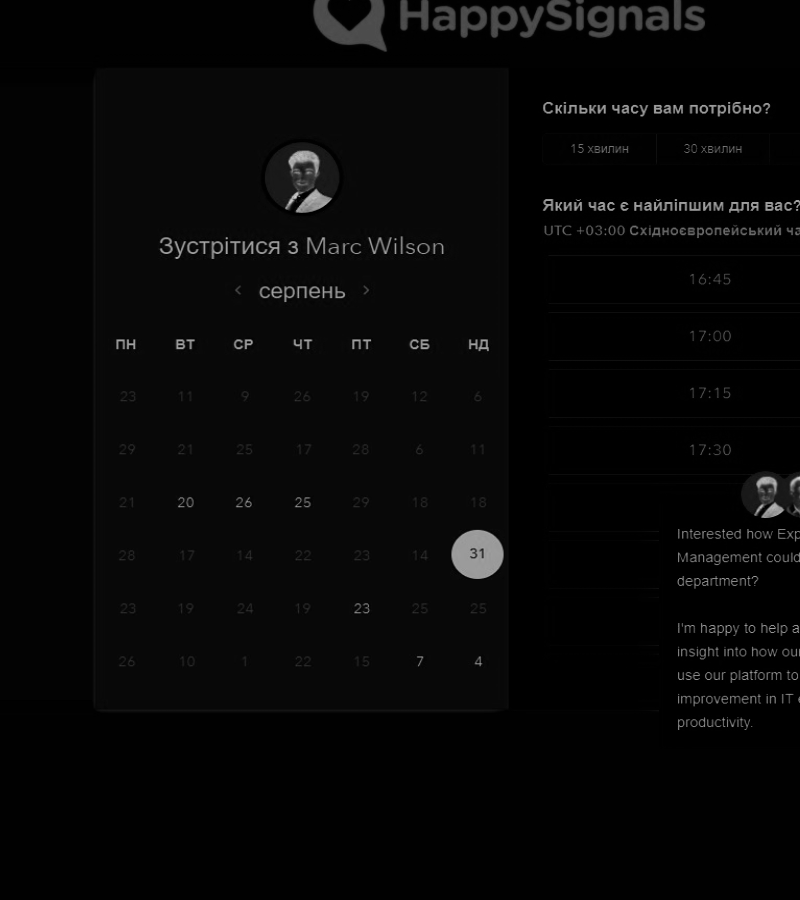 HappySignals
Зустрітися з Marc Wilson
серпень
ПН ВТ СР ЧТ ПТ СБ НД
23 11 9 26 19 12 6
29 21 25 17 28 6 11
21 20 26 25 29 18 18
28 17 14 22 23 14 31
23 19 24 19 23 25 25
26 10 1 22 15 7 4
Скільки часу вам потрібно?
15 хвилин 30 хвилин
Який час є найліпшим для вас?
UTC +03:00 Східноєвропейський ча
16:45
17:00
17:15
17:30
Interested how Exp
Management could
department?
I'm happy to help a
insight into how our
use our platform to
improvement in IT e
productivity.